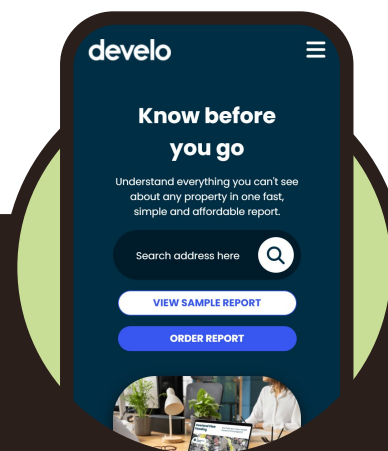 develo
Know before
you go
Understand everything you can't see
about any property in one fast,
simple and affordable report.
Search address here
VIEW SAMPLE REPORT
ORDER REPORT